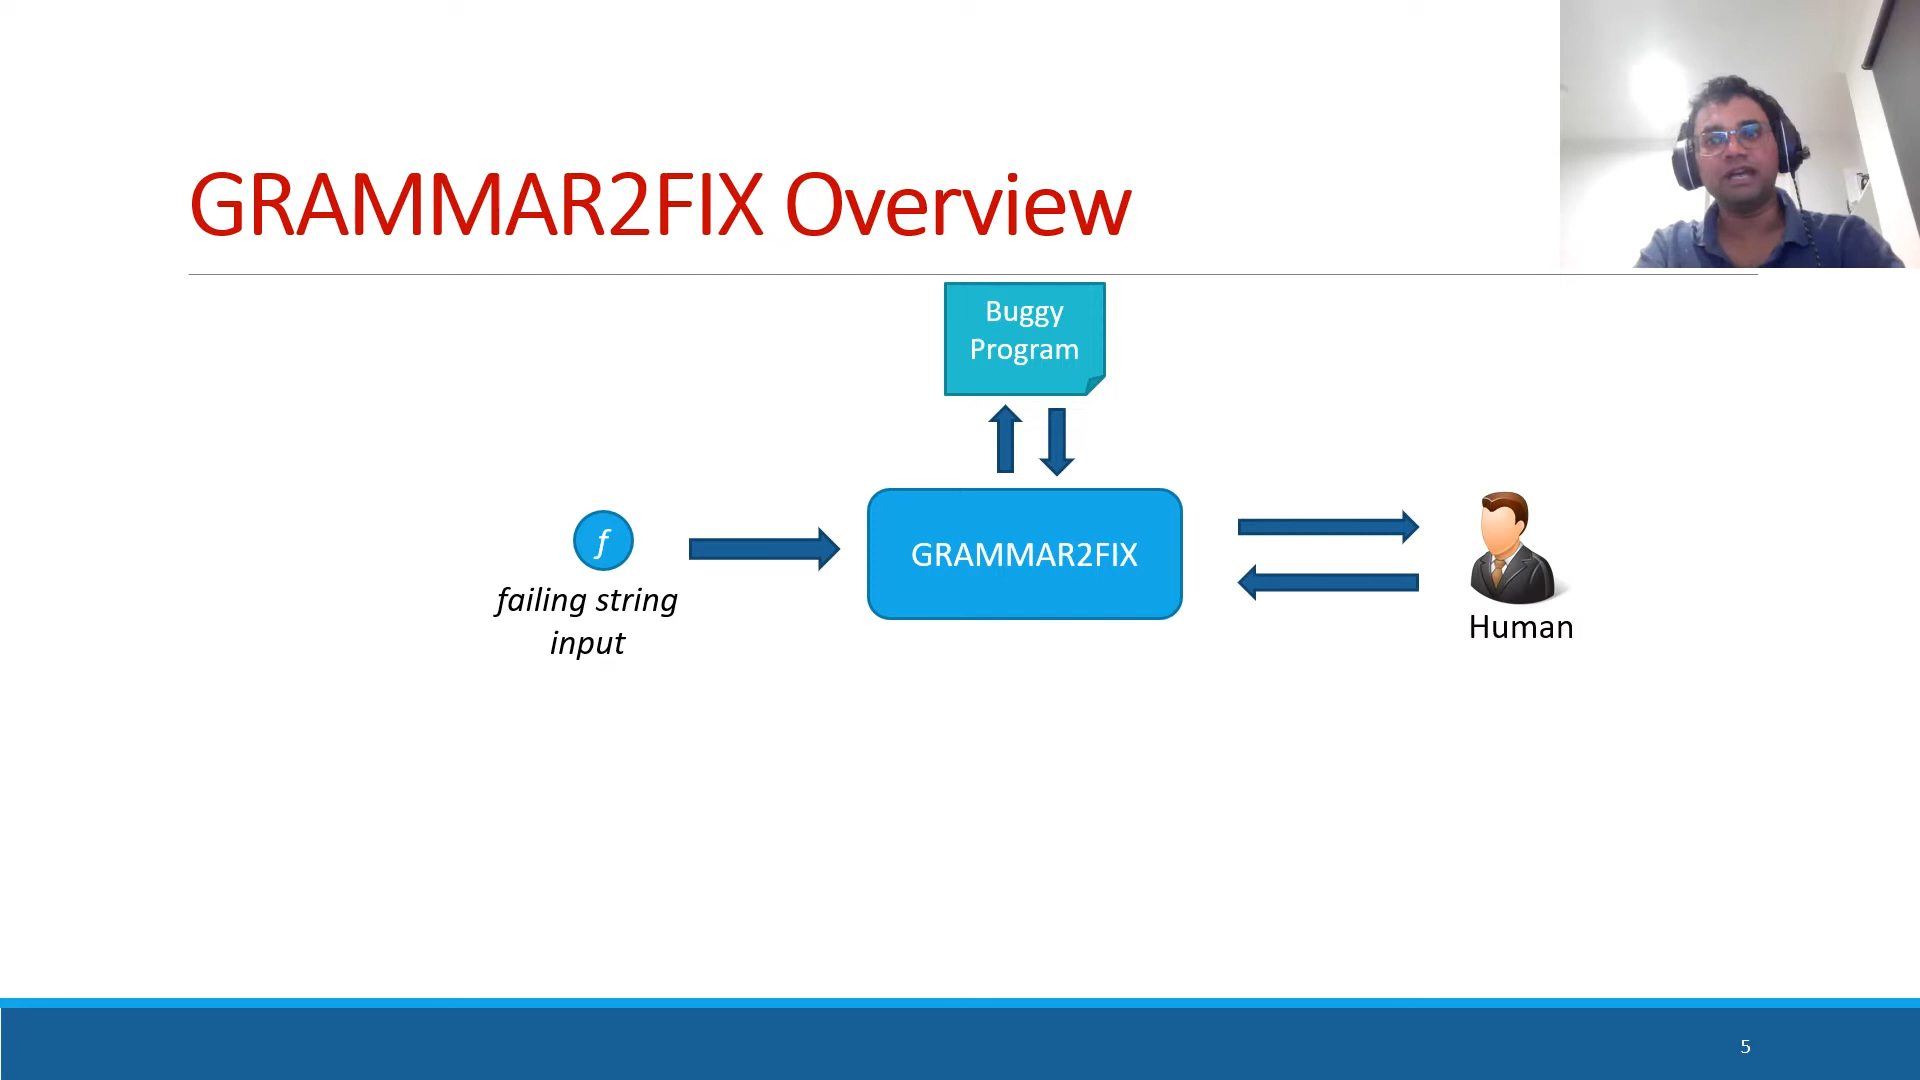 GRAMMAR2FIX Overview
Buggy
Program
f
failing string
input
GRAMMAR2FIX
Human
5